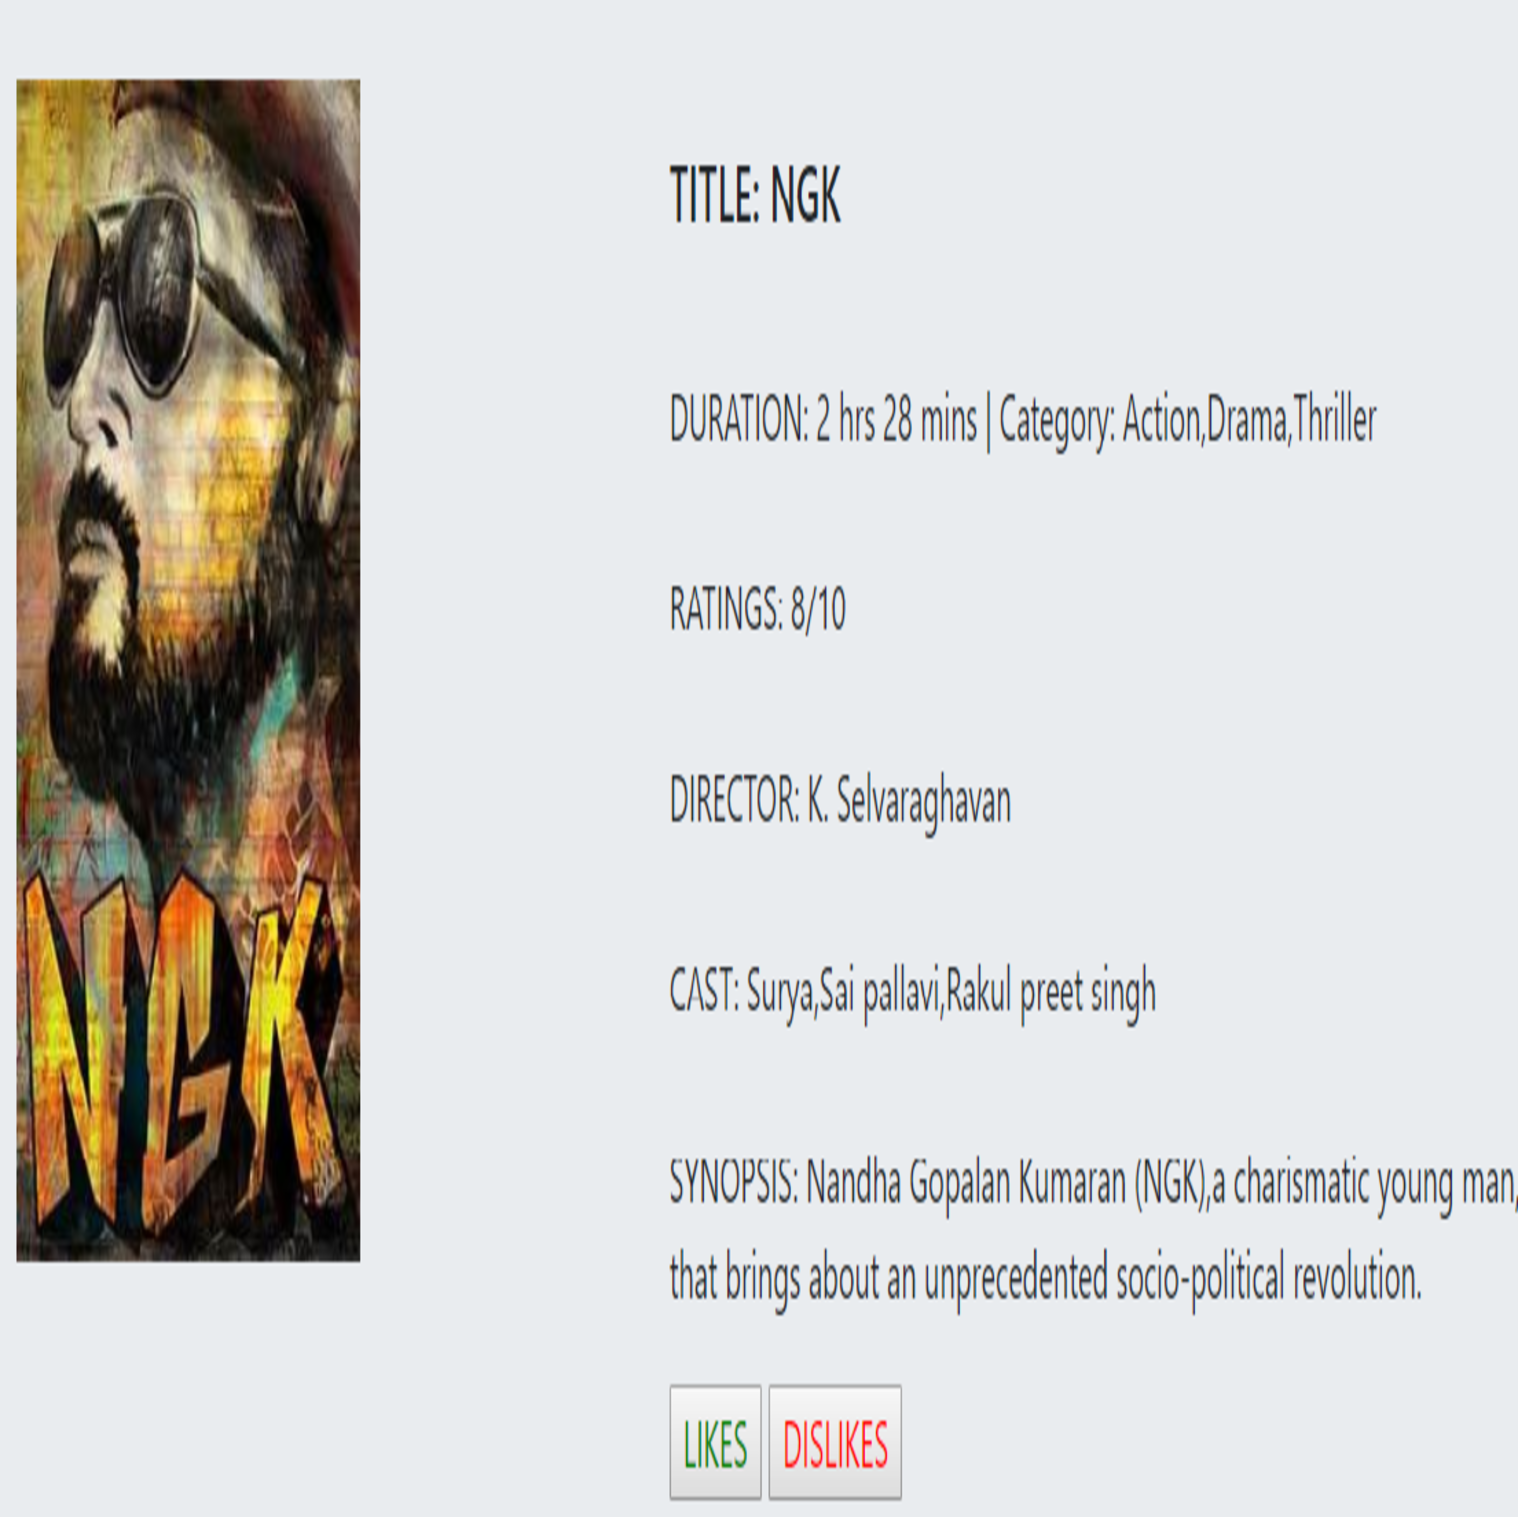 NGK
TITLE: NGK
DURATION: 2 hrs 28 mins | Category: Action,Drama,Thriller
RATINGS: 8/10
DIRECTOR: K. Selvaraghavan
CAST: Surya,Sai pallavi,Rakul preet singh
SYNOPSIS: Nandha Gopalan Kumaran (NGK),a charismatic young man,
that brings about an unprecedented socio-political revolution.
LIKES DISLIKES